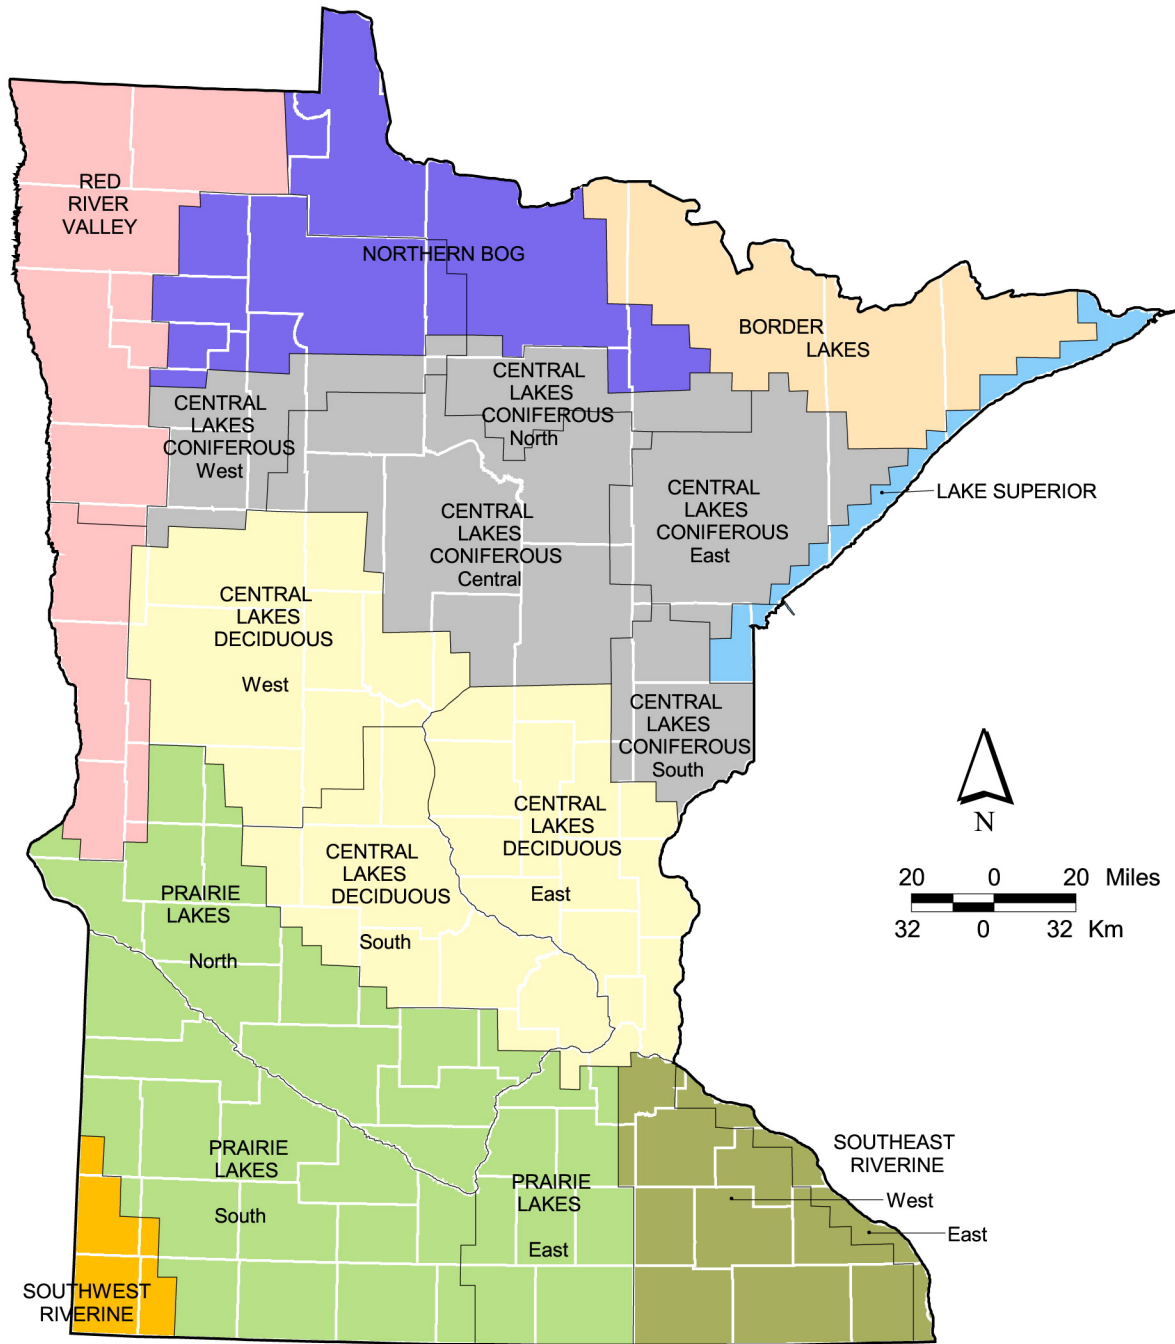 RED
RIVER
VALLEY
NORTHERN BOG
BORDER
LAKES
CENTRAL
LAKES
CONIFEROUS
North
CENTRAL
LAKES
CONIFEROUS
West
CENTRAL
LAKES
CONIFEROUS
East
LAKE SUPERIOR
CENTRAL
LAKES
CONIFEROUS
Central
CENTRAL
LAKES
DECIDUOUS
West
CENTRAL
LAKES
CONIFEROUS
South
CENTRAL
LAKES
DECIDUOUS
East
CENTRAL
LAKES
DECIDUOUS
South
N
20 0 20 Miles
32 0 32 Km
PRAIRIE
LAKES
North
PRAIRIE
LAKES
South
PRAIRIE
LAKES
East
SOUTHEAST
RIVERINE
West
East
SOUTHWEST
RIVERINE